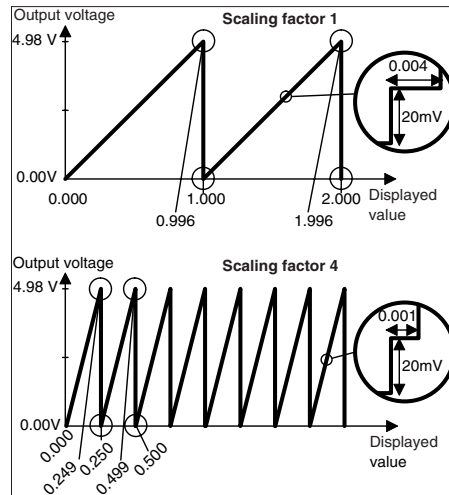 Output voltage
Scaling factor 1
4.98 V
0.004
20mV
0.00V
0.000
1.000
2.000
Displayed
value
0.996
1.996
Output voltage
Scaling factor 4
4.98 V
0.001
20mV
0.00V
0.000
0.249
0.250
0.499
0.500
Displayed
value